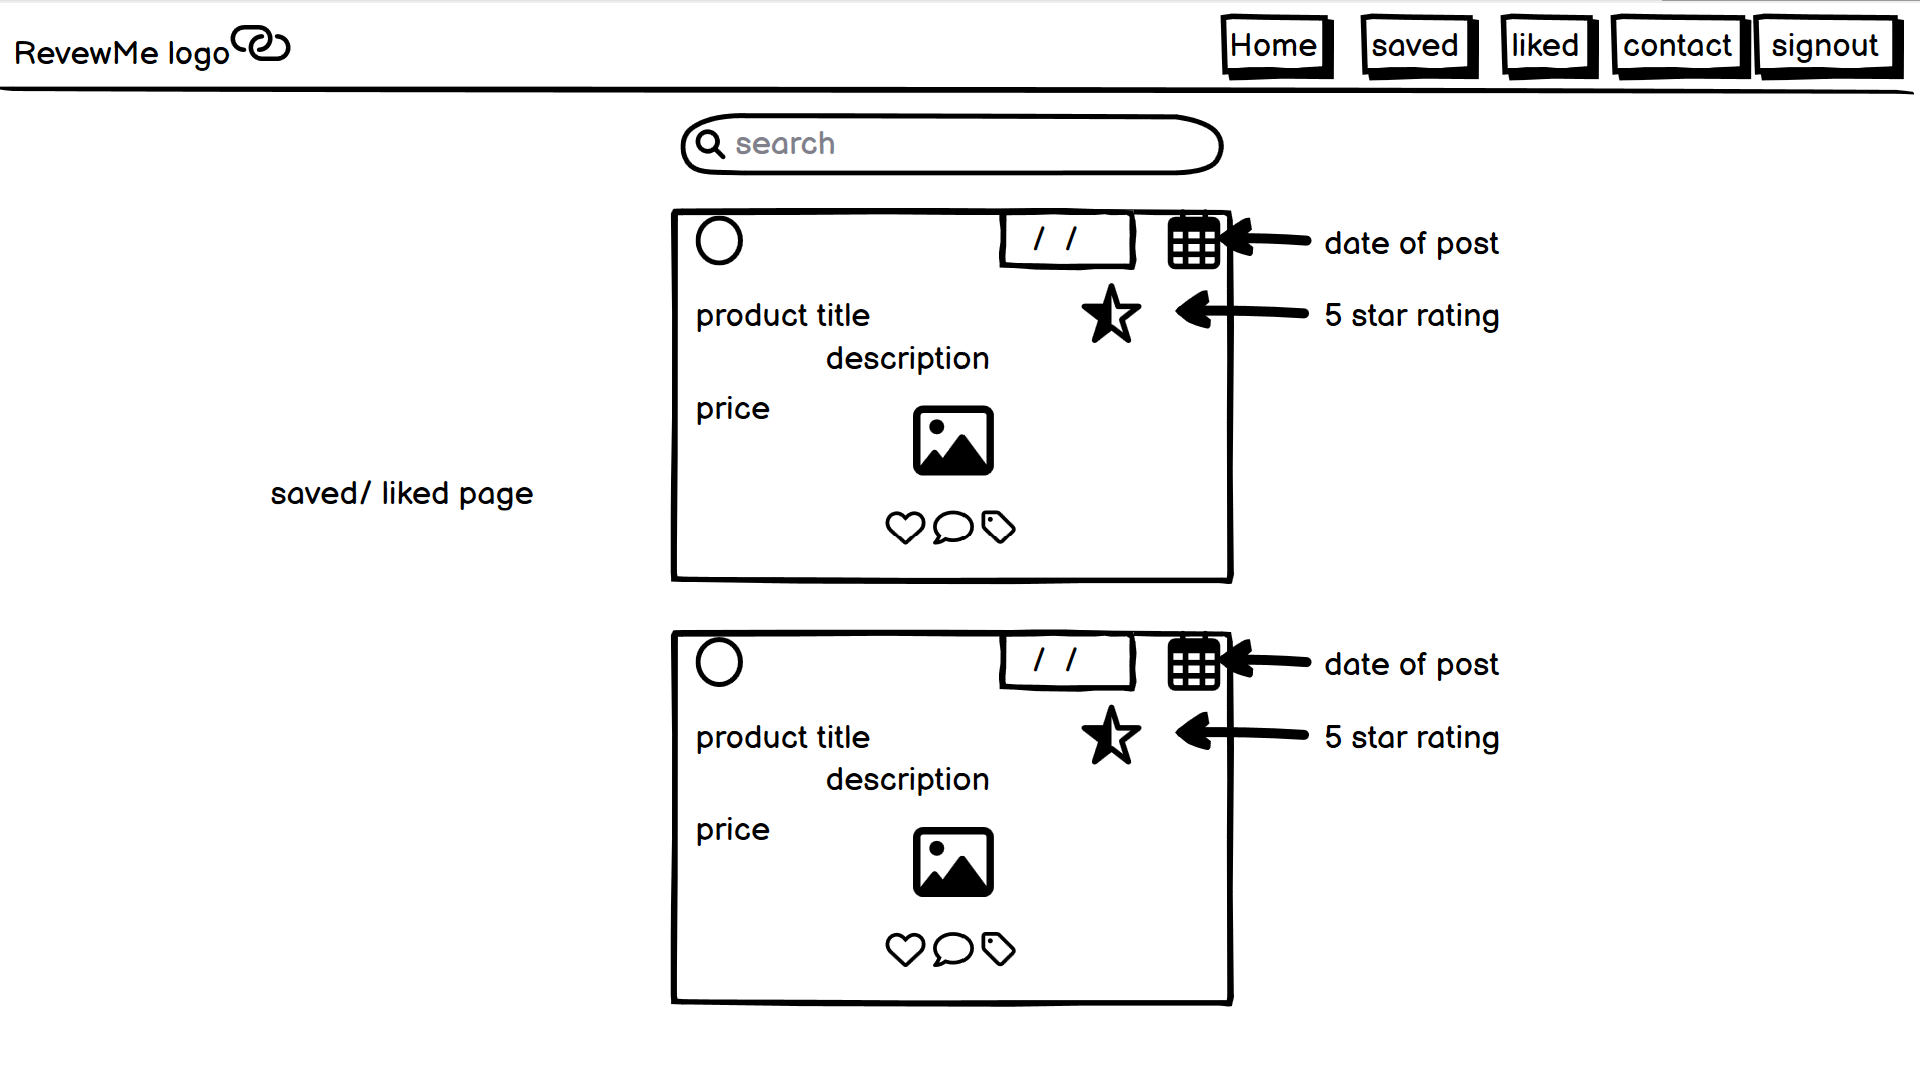 RevewMe logo
Home saved liked contact signout
search
/ /
date of post
product title
5 star rating
description
price
saved/ liked page
/ /
date of post
product title
5 star rating
description
price